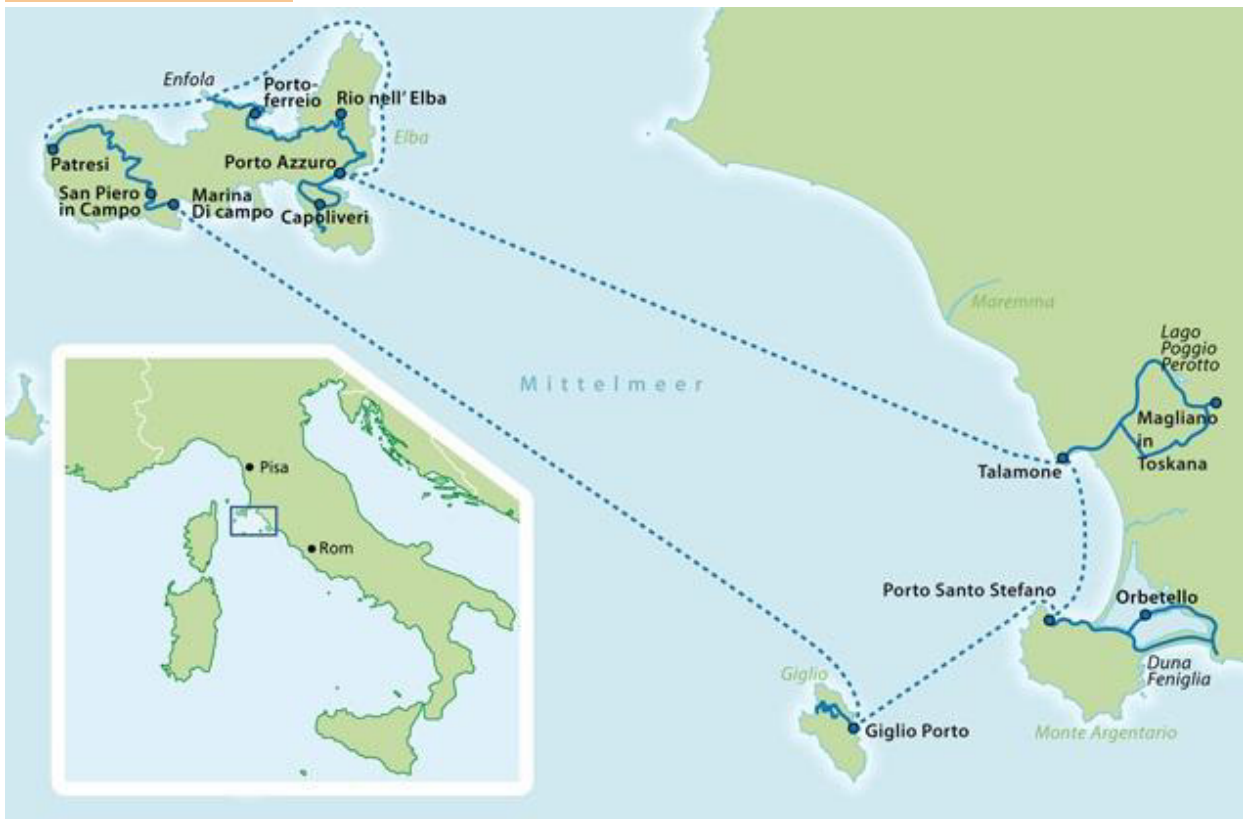 Enfola
Porto-
ferreio
Rio nell' Elba
Elba
Patresi
Porto Azzuro
San Piero
in Campo
Marina
Di campo
Capoliveri
Maremma
Lago
Poggio
Perotto
Mittelmeer
Magliano
in
Toskana
Talamone
Pisa
Rom
Porto Santo Stefano
Orbetello
Duna
Feniglia
Giglio
Giglio Porto
Monte Argentario